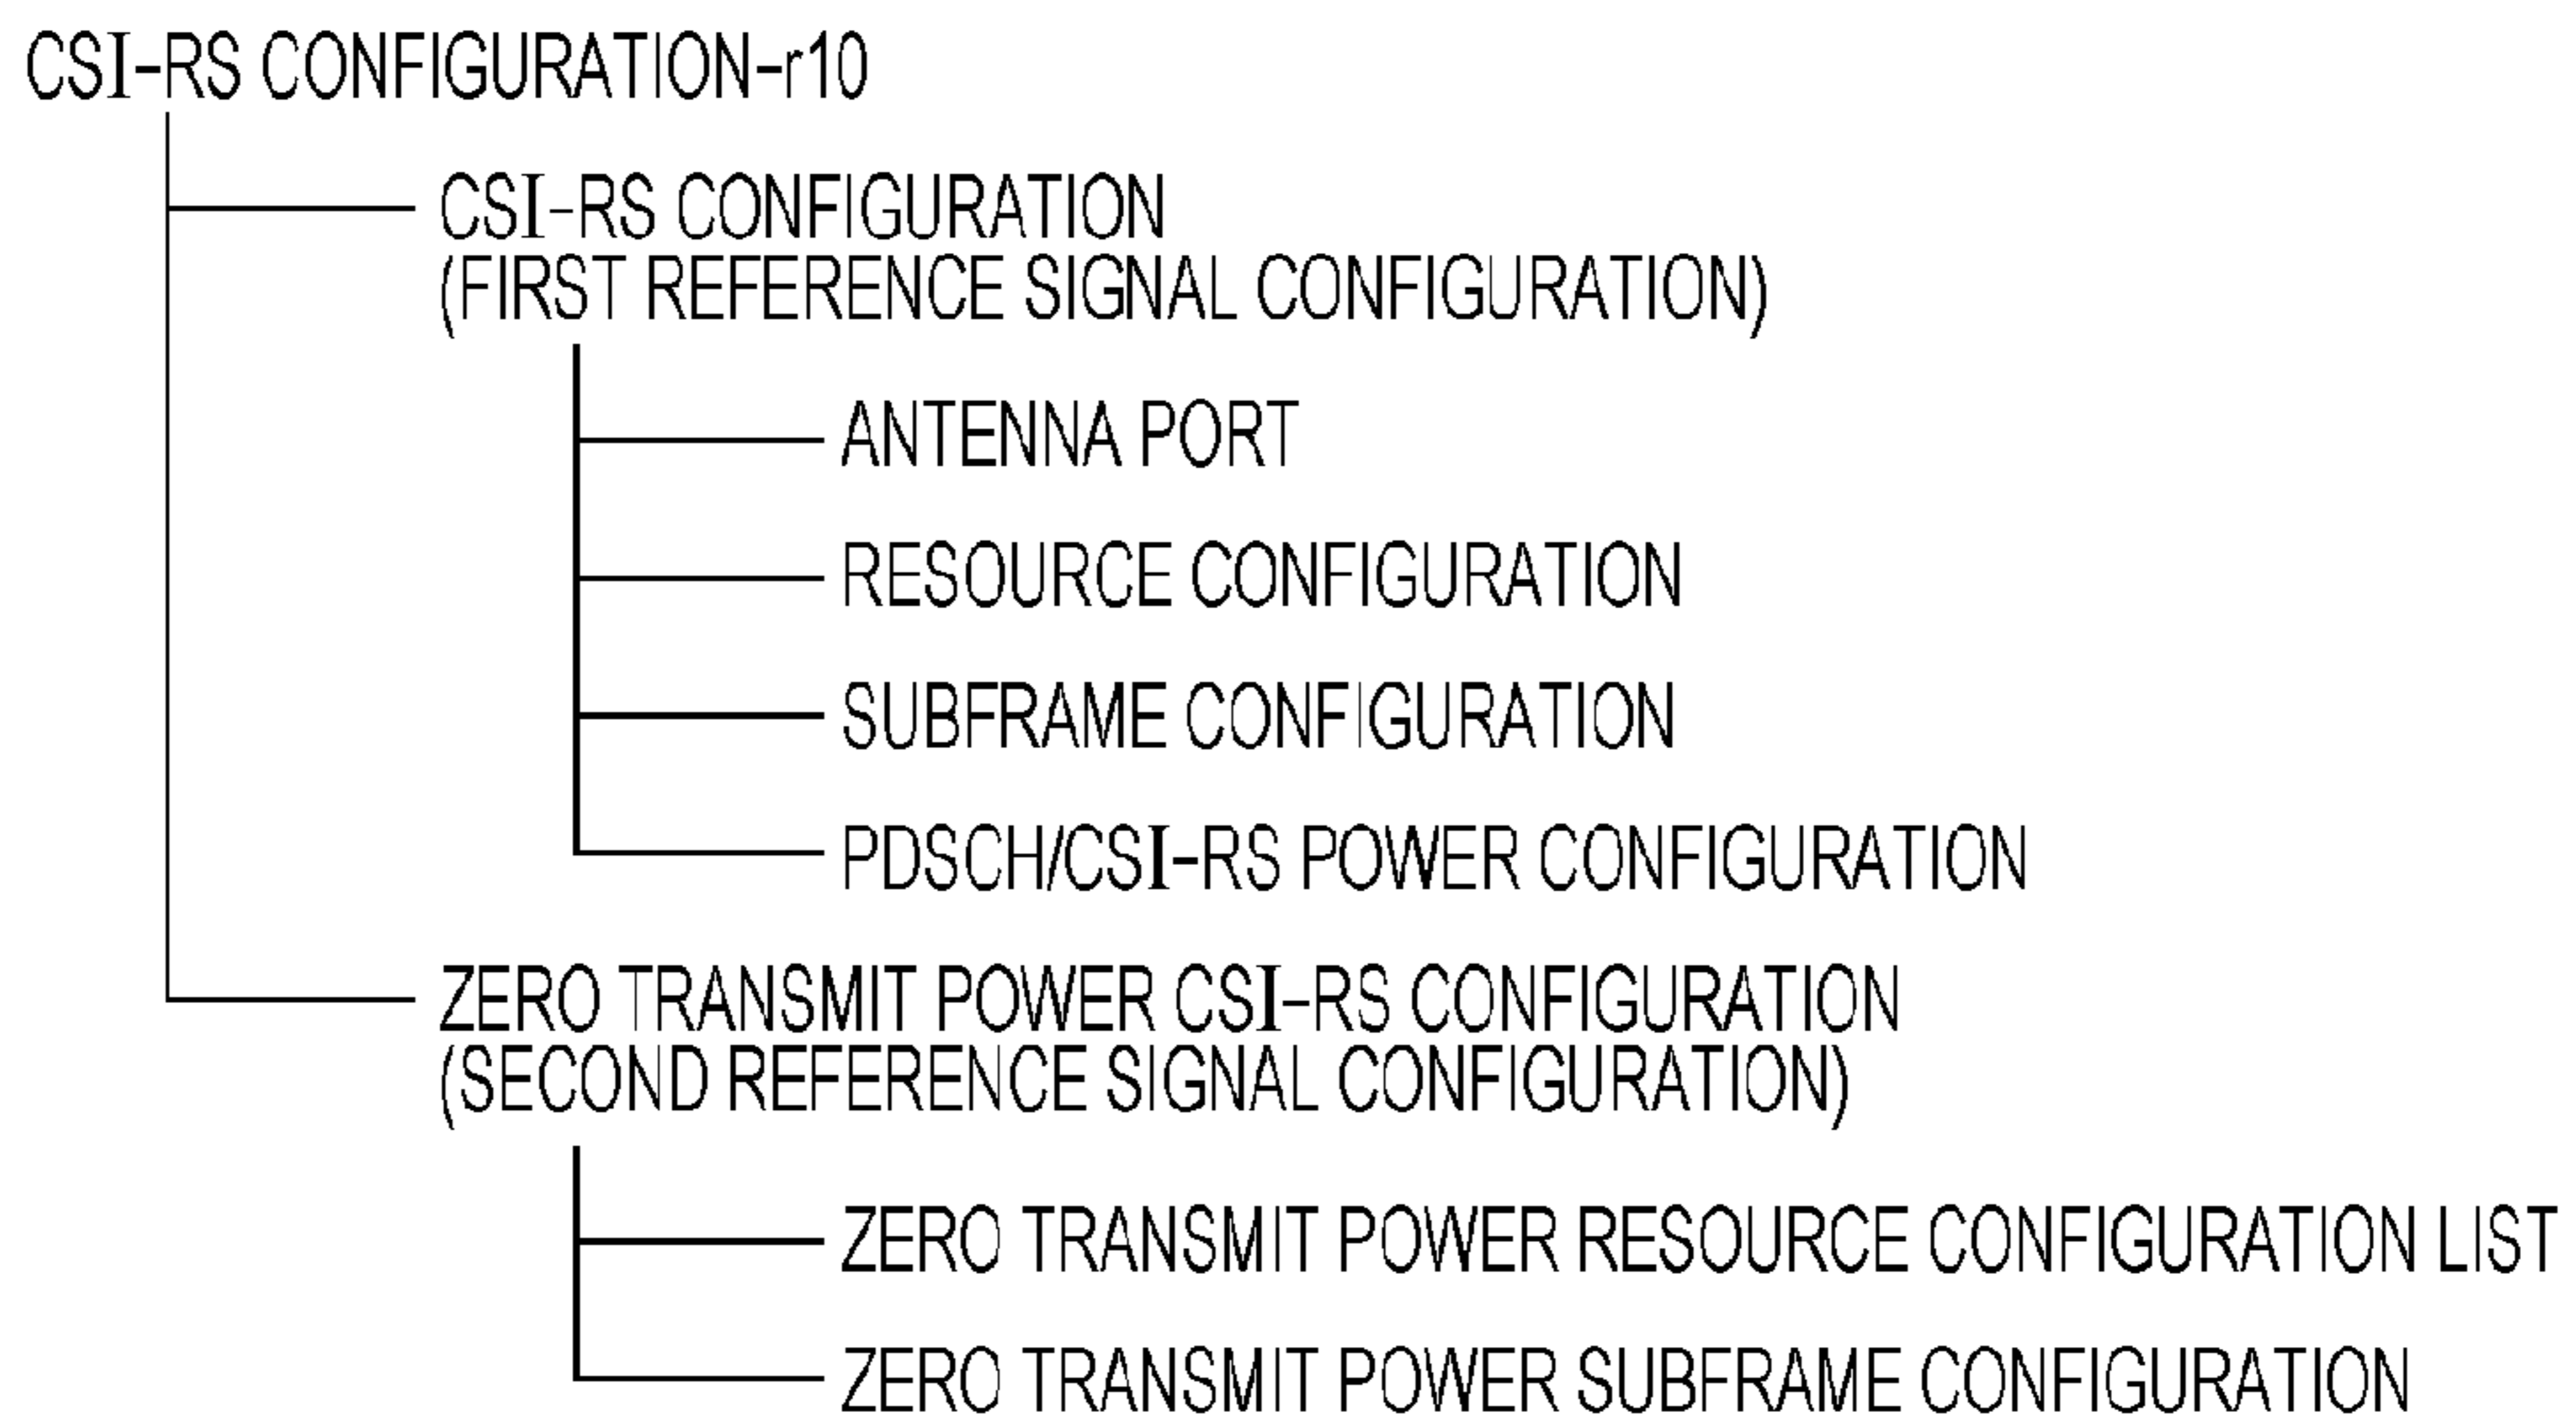 CSI-RS CONFIGURATION-r10
CSI-RS CONFIGURATION
(FIRST REFERENCE SIGNAL CONFIGURATION)
ANTENNA PORT
RESOURCE CONFIGURATION
SUBFRAME CONFIGURATION
PDSCH/CSI-RS POWER CONFIGURATION
ZERO TRANSMIT POWER CSI-RS CONFIGURATION
(SECOND REFERENCE SIGNAL CONFIGURATION)
ZERO TRANSMIT POWER RESOURCE CONFIGURATION LIST
ZERO TRANSMIT POWER SUBFRAME CONFIGURATION